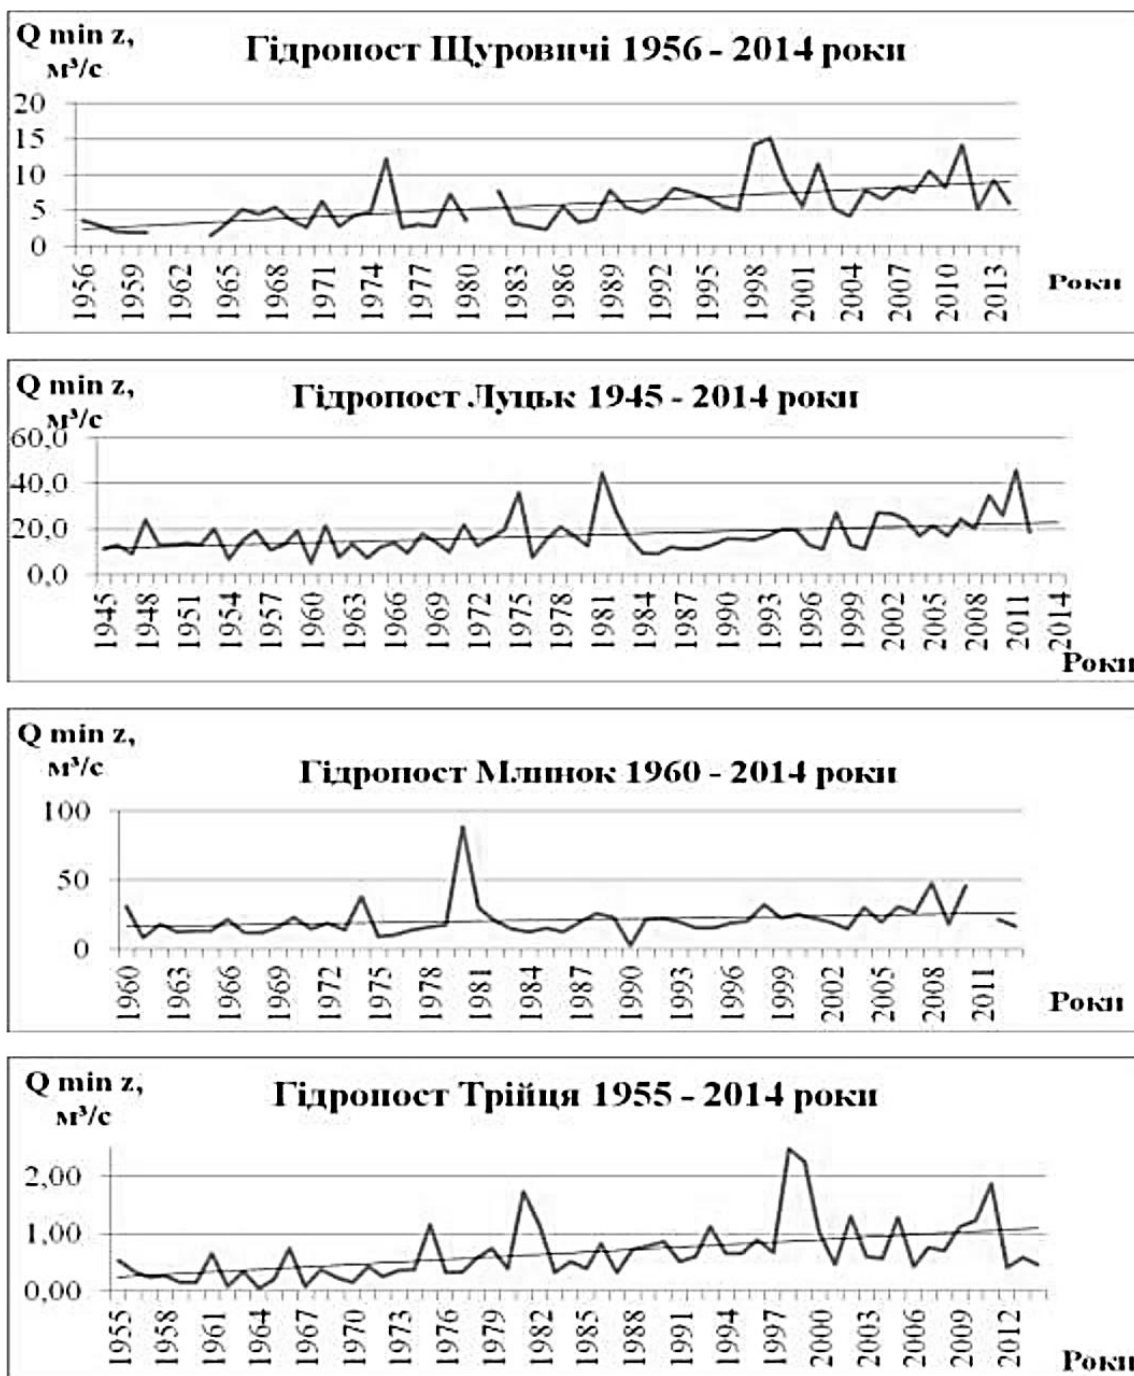 Q min z,
м³/с
Гідропост Щуровичі 1956 - 2014 роки
20
15
10
5
0
1956 1959 1962 1965 1968 1971 1974 1977 1980 1983 1986 1989 1992 1995 1998 2001 2004 2007 2010 2013
Роки
Q min z,
м³/с
Гідропост Луцьк 1945 - 2014 роки
60,0
40,0
20,0
0,0
1945 1948 1951 1954 1957 1960 1963 1966 1969 1972 1975 1978 1981 1984 1987 1990 1993 1996 1999 2002 2005 2008 2011 2014
Роки
Q min z,
м³/с
Гідропост Млинок 1960 - 2014 роки
100
50
0
1960 1963 1966 1969 1972 1975 1978 1981 1984 1987 1990 1993 1996 1999 2002 2005 2008 2011
Роки
Q min z,
м³/с
Гідропост Трійця 1955 - 2014 роки
2,00
1,00
0,00
1955 1958 1961 1964 1967 1970 1973 1976 1979 1982 1985 1988 1991 1994 1997 2000 2003 2006 2009 2012
Роки